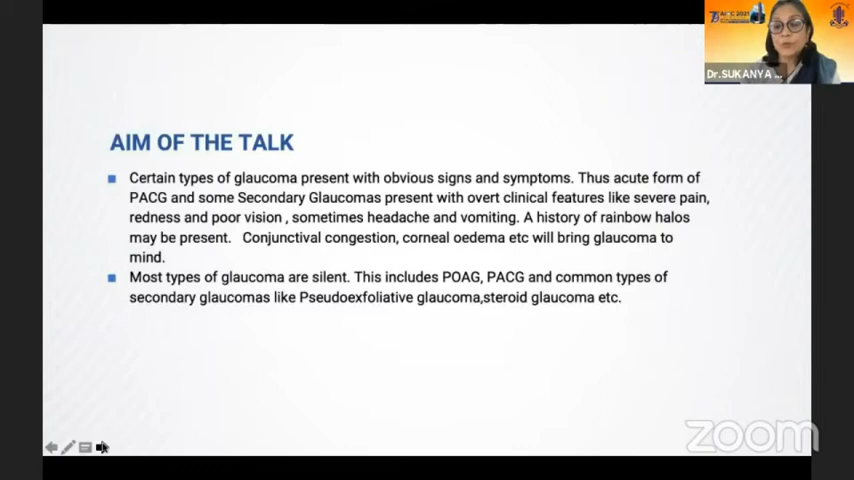 AIOC 2021
Dr.SUKANYA ...
AIM OF THE TALK
Certain types of glaucoma present with obvious signs and symptoms. Thus acute form of
PACG and some Secondary Glaucomas present with overt clinical features like severe pain,
redness and poor vision , sometimes headache and vomiting. A history of rainbow halos
may be present. Conjunctival congestion, corneal oedema etc will bring glaucoma to
mind.
Most types of glaucoma are silent. This includes POAG, PACG and common types of
secondary glaucomas like Pseudoexfoliative glaucoma,steroid glaucoma etc.
zoom